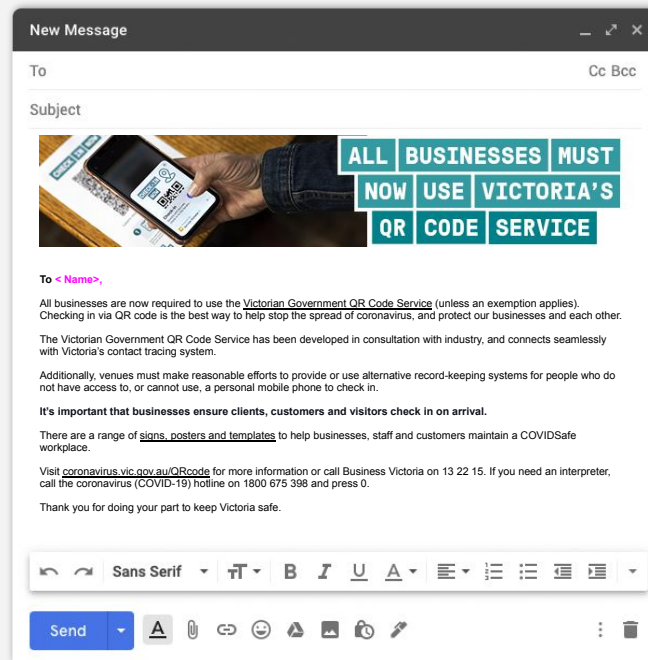 New Message
To
Cc Bcc
Subject
CHECK IN NOW
ALL BUSINESSES MUST
NOW USE VICTORIA'S
QR CODE SERVICE
To < Name>,
All businesses are now required to use the Victorian Government QR Code Service (unless an exemption applies).
Checking in via QR code is the best way to help stop the spread of coronavirus, and protect our businesses and each other.
The Victorian Government QR Code Service has been developed in consultation with industry, and connects seamlessly
with Victoria's contact tracing system.
Additionally, venues must make reasonable efforts to provide or use alternative record-keeping systems for people who do
not have access to, or cannot use, a personal mobile phone to check in.
It's important that businesses ensure clients, customers and visitors check in on arrival.
There are a range of signs, posters and templates to help businesses, staff and customers maintain a COVIDSafe
workplace.
Visit coronavirus.vic.gov.au/QRcode for more information or call Business Victoria on 13 22 15. If you need an interpreter,
call the coronavirus (COVID-19) hotline on 1800 675 398 and press 0.
Thank you for doing your part to keep Victoria safe.
Sans Serif
Send